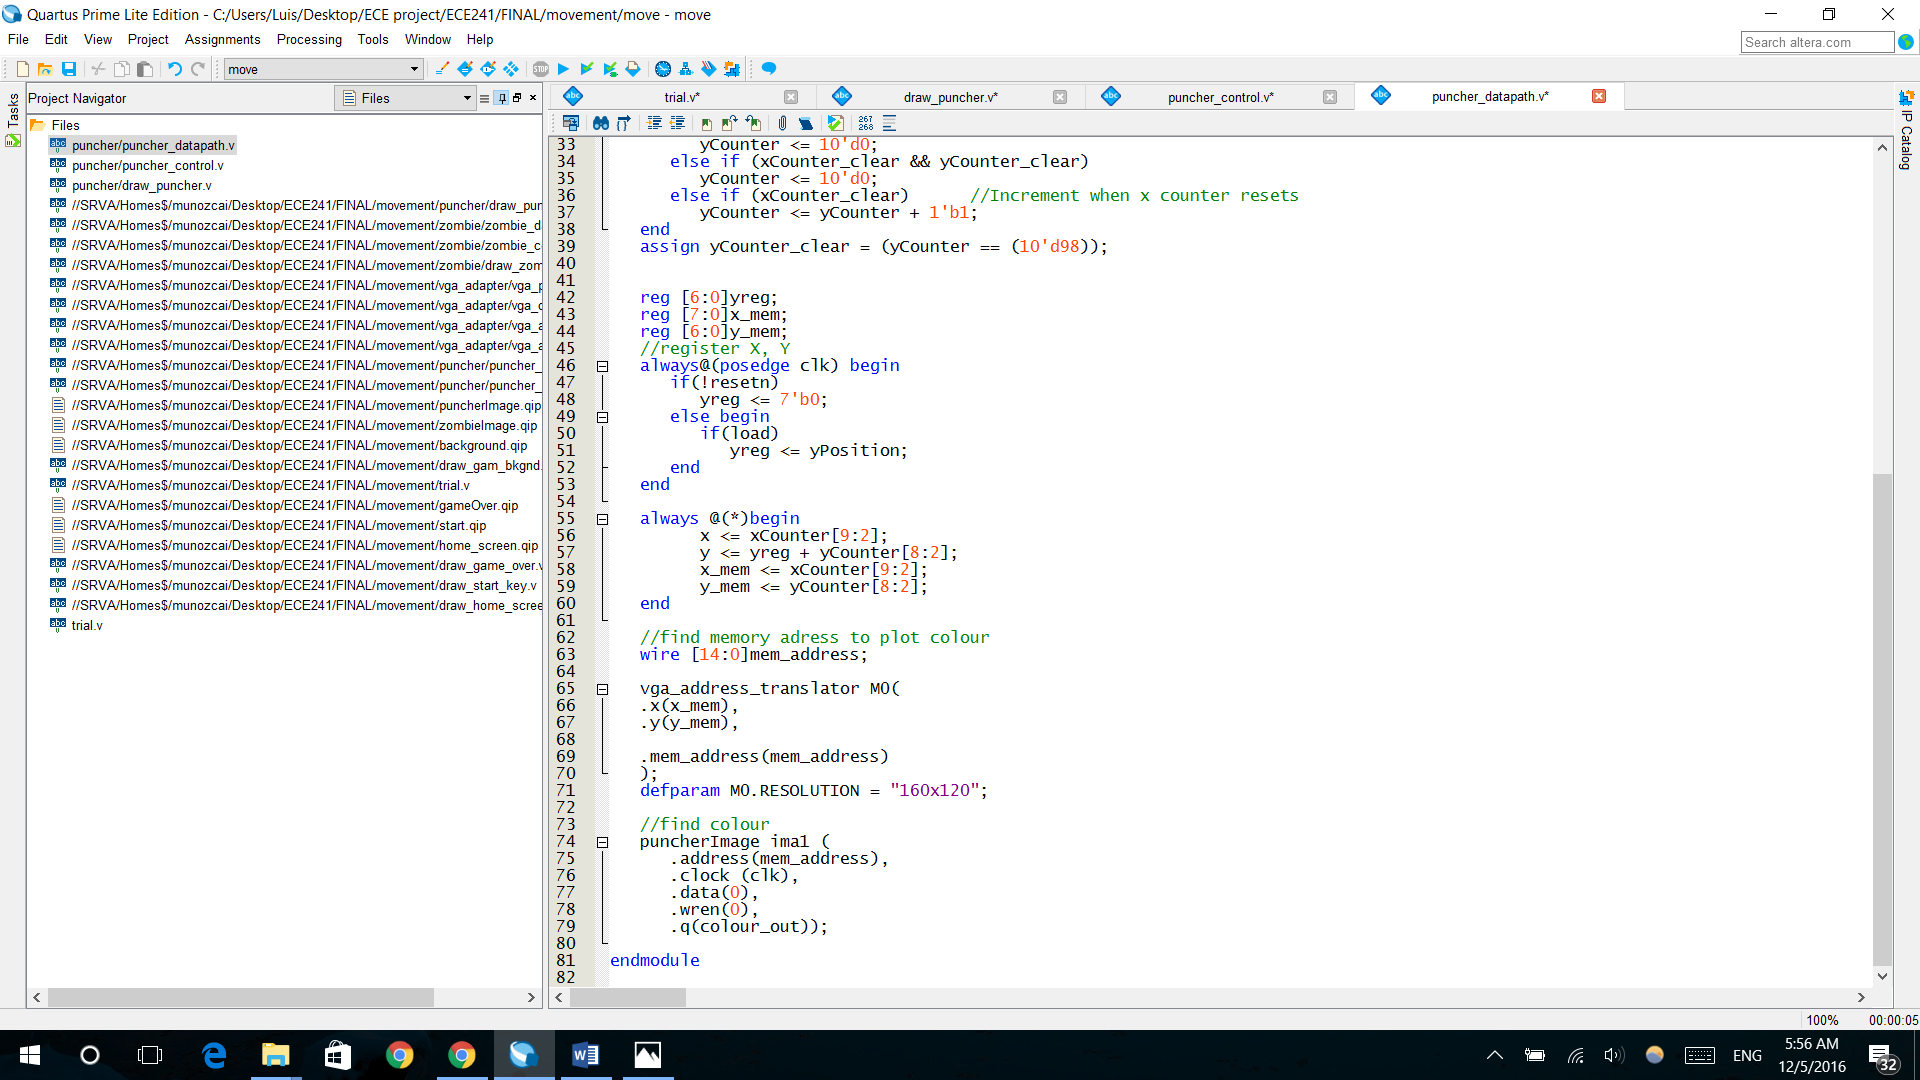 Quartus Prime Lite Edition - C:/Users/Luis/Desktop/ECE project/ECE241/FINAL/movement/move - move
File Edit View Project Assignments Processing Tools Window Help
Search altera.com
move
Tasks
Project Navigator
Files
Files
puncher/puncher_datapath.v
puncher/puncher_control.v
puncher/draw_puncher.v
//SRVA/Homes$/munozcai/Desktop/ECE241/FINAL/movement/puncher/draw_pun
//SRVA/Homes$/munozcai/Desktop/ECE241/FINAL/movement/zombie/zombie_d
//SRVA/Homes$/munozcai/Desktop/ECE241/FINAL/movement/zombie/zombie_c
//SRVA/Homes$/munozcai/Desktop/ECE241/FINAL/movement/zombie/draw_zom
//SRVA/Homes$/munozcai/Desktop/ECE241/FINAL/movement/vga_adapter/vga_p
//SRVA/Homes$/munozcai/Desktop/ECE241/FINAL/movement/vga_adapter/vga_c
//SRVA/Homes$/munozcai/Desktop/ECE241/FINAL/movement/vga_adapter/vga_a
//SRVA/Homes$/munozcai/Desktop/ECE241/FINAL/movement/vga_adapter/vga_a
//SRVA/Homes$/munozcai/Desktop/ECE241/FINAL/movement/puncher/puncher_
//SRVA/Homes$/munozcai/Desktop/ECE241/FINAL/movement/puncher/puncher_
//SRVA/Homes$/munozcai/Desktop/ECE241/FINAL/movement/puncherImage.qip
//SRVA/Homes$/munozcai/Desktop/ECE241/FINAL/movement/zombieImage.qip
//SRVA/Homes$/munozcai/Desktop/ECE241/FINAL/movement/background.qip
//SRVA/Homes$/munozcai/Desktop/ECE241/FINAL/movement/draw_gam_bkgnd.
//SRVA/Homes$/munozcai/Desktop/ECE241/FINAL/movement/trial.v
//SRVA/Homes$/munozcai/Desktop/ECE241/FINAL/movement/gameOver.qip
//SRVA/Homes$/munozcai/Desktop/ECE241/FINAL/movement/start.qip
//SRVA/Homes$/munozcai/Desktop/ECE241/FINAL/movement/home_screen.qip
//SRVA/Homes$/munozcai/Desktop/ECE241/FINAL/movement/draw_game_over.v
//SRVA/Homes$/munozcai/Desktop/ECE241/FINAL/movement/draw_start_key.v
//SRVA/Homes$/munozcai/Desktop/ECE241/FINAL/movement/draw_home_scree
trial.v
trial.v* draw_puncher.v* puncher_control.v* puncher_datapath.v*
267
268
IP Catalog
33 yCounter <= 10'd0;
34 else if (xCounter_clear && yCounter_clear)
35 yCounter <= 10'd0;
36 else if (xCounter_clear) //Increment when x counter resets
37 yCounter <= yCounter + 1'b1;
38 end
39 assign yCounter_clear = (yCounter == (10'd98));
40
41
42 reg [6:0]yreg;
43 reg [7:0]x_mem;
44 reg [6:0]y_mem;
45 //register X, Y
46 always@(posedge clk) begin
47 if(!resetn)
48 yreg <= 7'b0;
49 else begin
50 if(load)
51 yreg <= yPosition;
52 end
53 end
54
55 always @(*)begin
56 x <= xCounter[9:2];
57 y <= yreg + yCounter[8:2];
58 x_mem <= xCounter[9:2];
59 y_mem <= yCounter[8:2];
60 end
61
62 //find memory adress to plot colour
63 wire [14:0]mem_address;
64
65 vga_address_translator M0(
66 .x(x_mem),
67 .y(y_mem),
68
69 .mem_address(mem_address)
70 );
71 defparam M0.RESOLUTION = "160x120";
72
73 //find colour
74 puncherImage ima1 (
75 .address(mem_address),
76 .clock (clk),
77 .data(0),
78 .wren(0),
79 .q(colour_out));
80
81 endmodule
82
100% 00:00:05
ENG
5:56 AM
12/5/2016
32